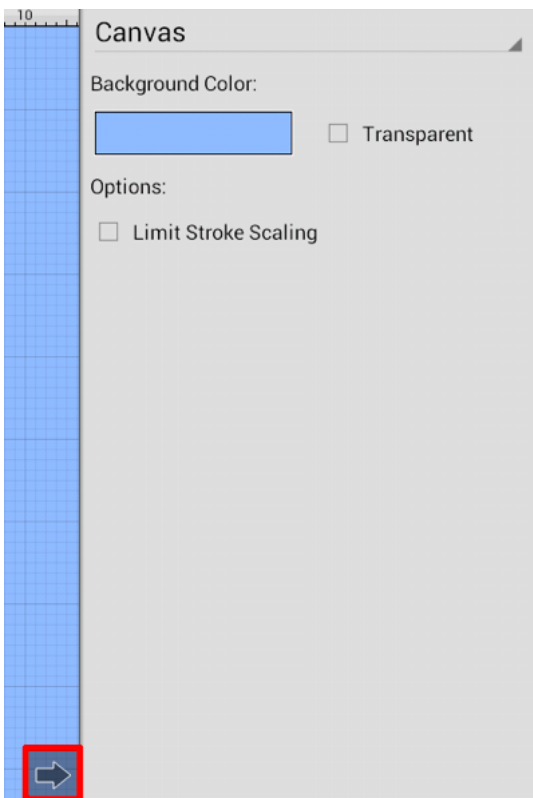 10
Canvas
Background Color:
Transparent
Options:
Limit Stroke Scaling